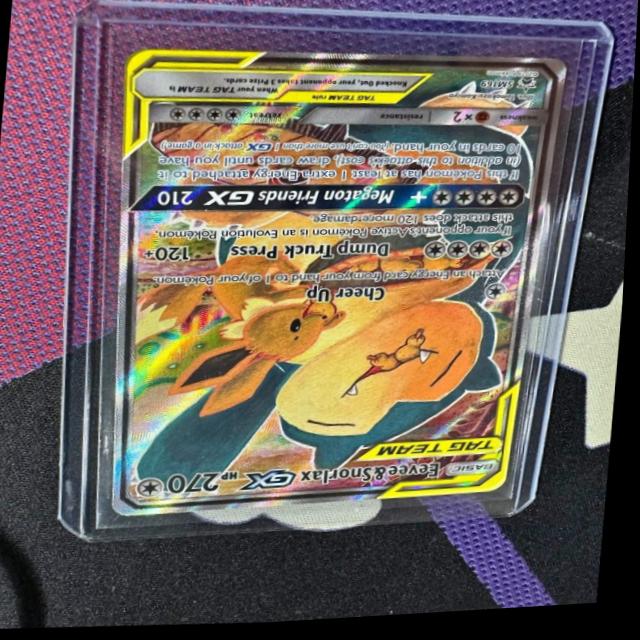 BASIC
Eevee&Snorlax GX HP 270
TAG TEAM
Cheer Up
Attach an Energy card from your hand to 1 of your Pokémon.
Dump Truck Press 120+
If your opponent's Active Pokémon is an Evolution Pokémon,
this attack does 120 more damage.
Megaton Friends GX 210
If this Pokémon has at least 1 extra Energy attached to it
(in addition to this attack's cost), draw cards until you have
10 cards in your hand. (You can't use more than 1 GX attack in a game.)
weakness ×2 resistance retreat
SM169
TAG TEAM rule
When your TAG TEAM is
Knocked Out, your opponent takes 3 Prize cards.